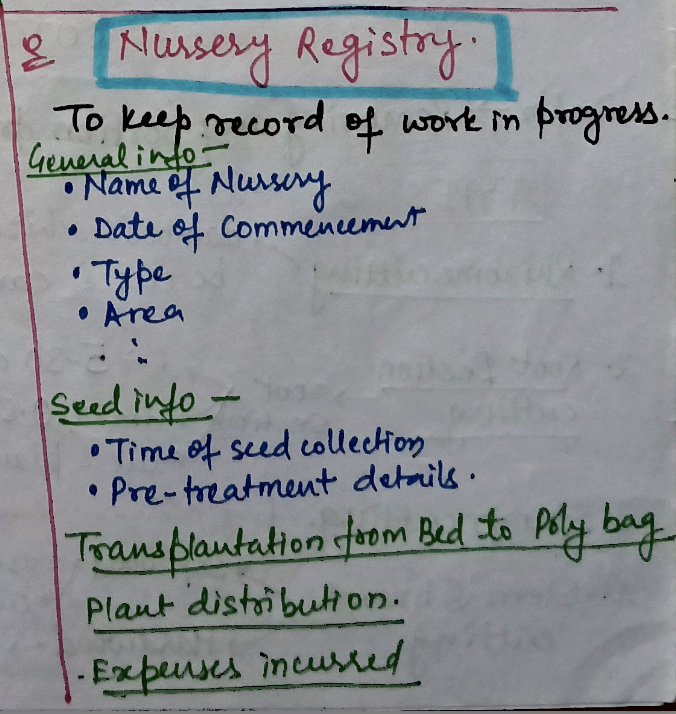 Nursery Registry.
To keep record of work in progress.
General info -
• Name of Nursery
• Date of Commencement
• Type
• Area
Seed info -
• Time of seed collection
• Pre-treatment details.
Transplantation from Bed to Poly bag
Plant distribution.
. Expenses incurred